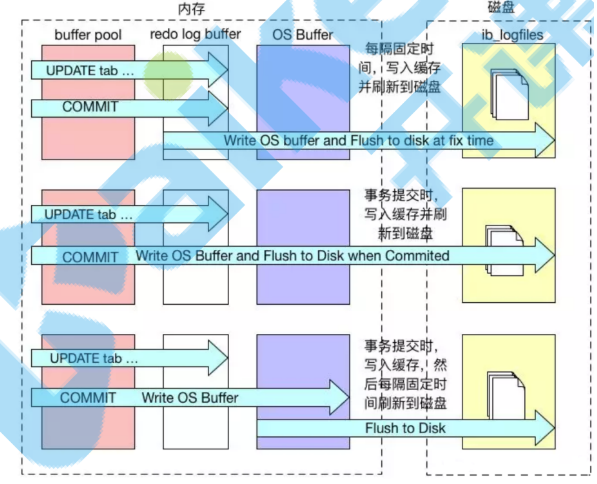 内存
磁盘
buffer pool
redo log buffer
OS Buffer
ib_logfiles
UPDATE tab ...
COMMIT
每隔固定时
间，写入缓存
并刷新到磁盘
Write OS buffer and Flush to disk at fix time
UPDATE tab ...
事务提交时，
写入缓存并刷
新到磁盘
COMMIT
Write OS Buffer and Flush to Disk when Commited
UPDATE tab ...
事务提交时，
写入缓存，然
后每隔固定时
间刷新到磁盘
COMMIT
Write OS Buffer
Flush to Disk